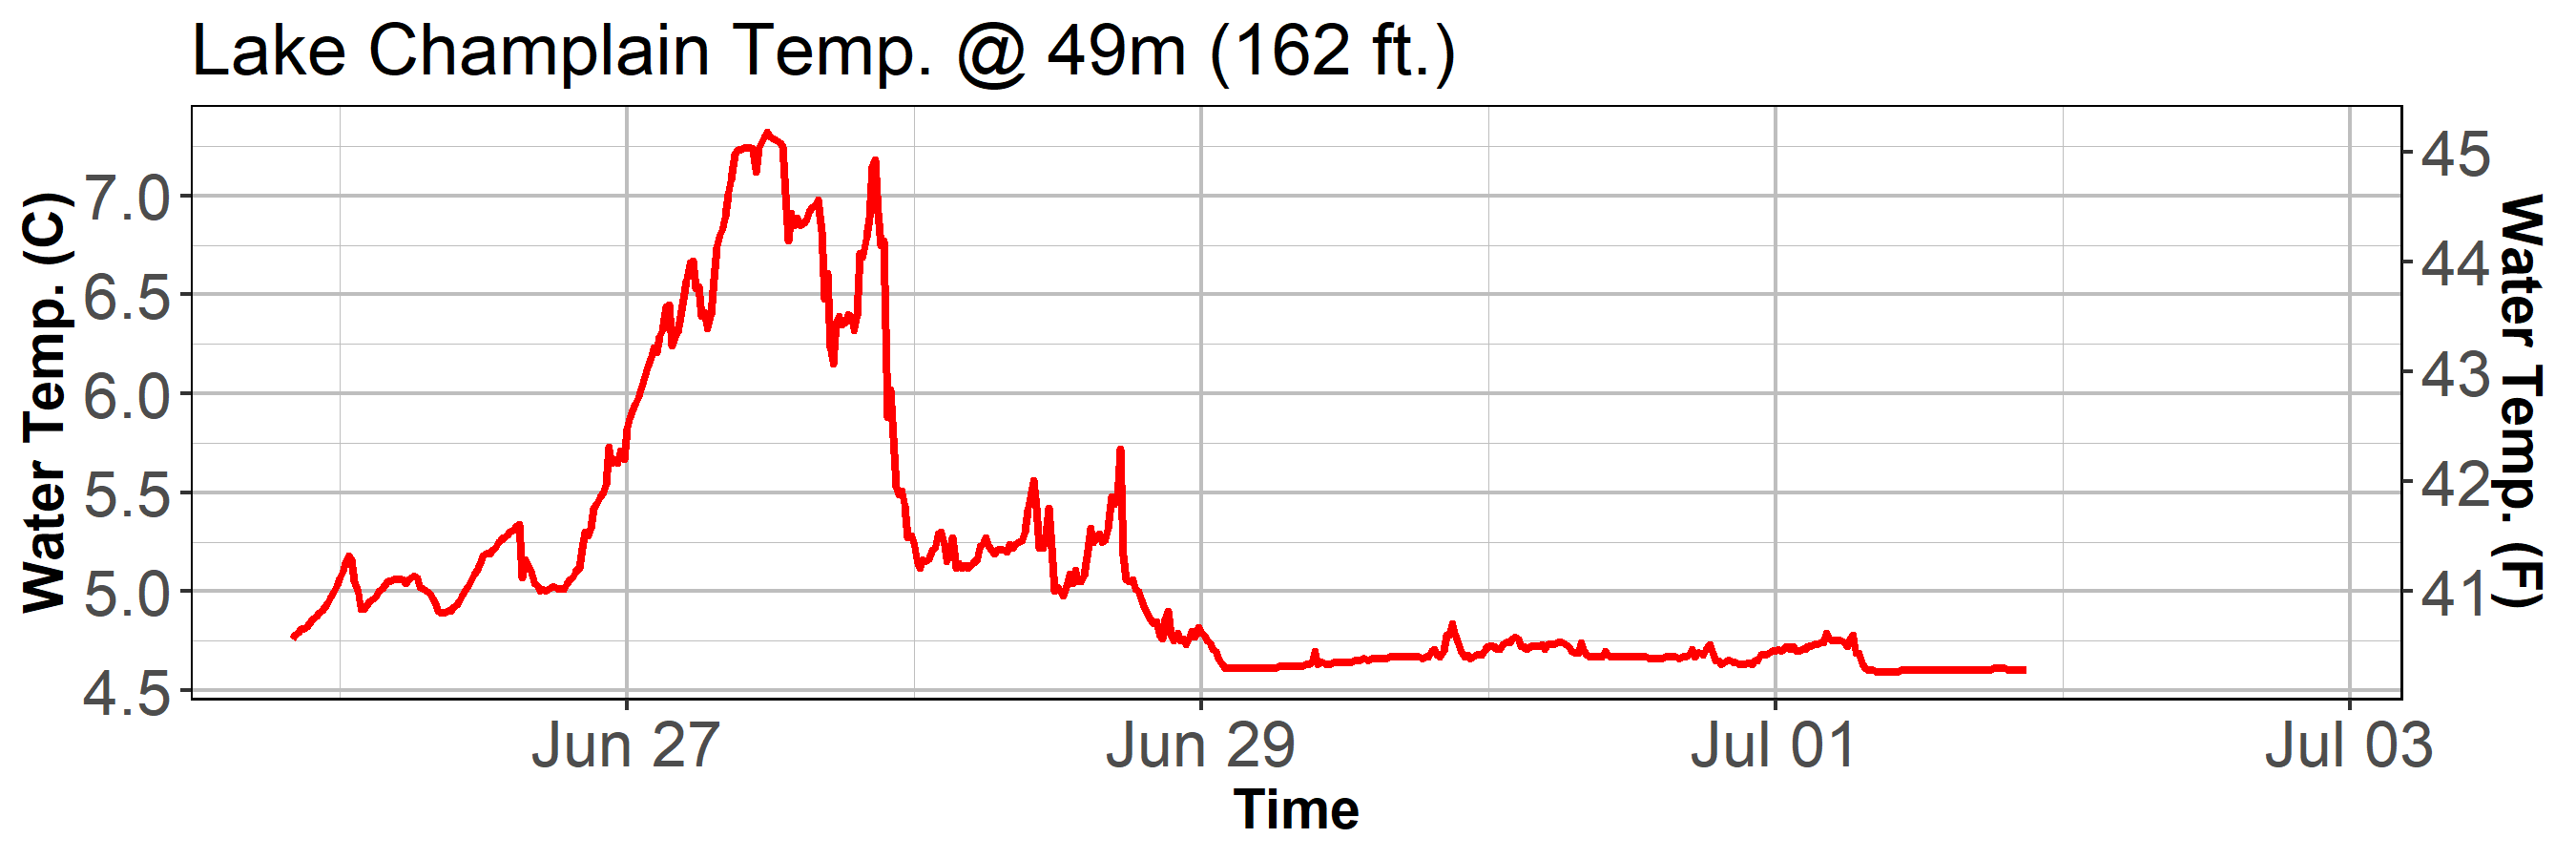 Lake Champlain Temp. @ 49m (162 ft.)
Water Temp. (C)
7.0
6.5
6.0
5.5
5.0
4.5
45
44
43
42
41
Water Temp. (F)
Jun 27 Jun 29 Jul 01 Jul 03
Time